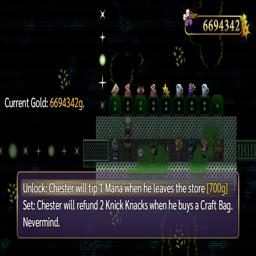 6694342
Current Gold: 6694342g.
Unlock: Chester will tip 1 Mana when he leaves the store [700g]
Set: Chester will refund 2 Knick Knacks when he buys a Craft Bag.
Nevermind.